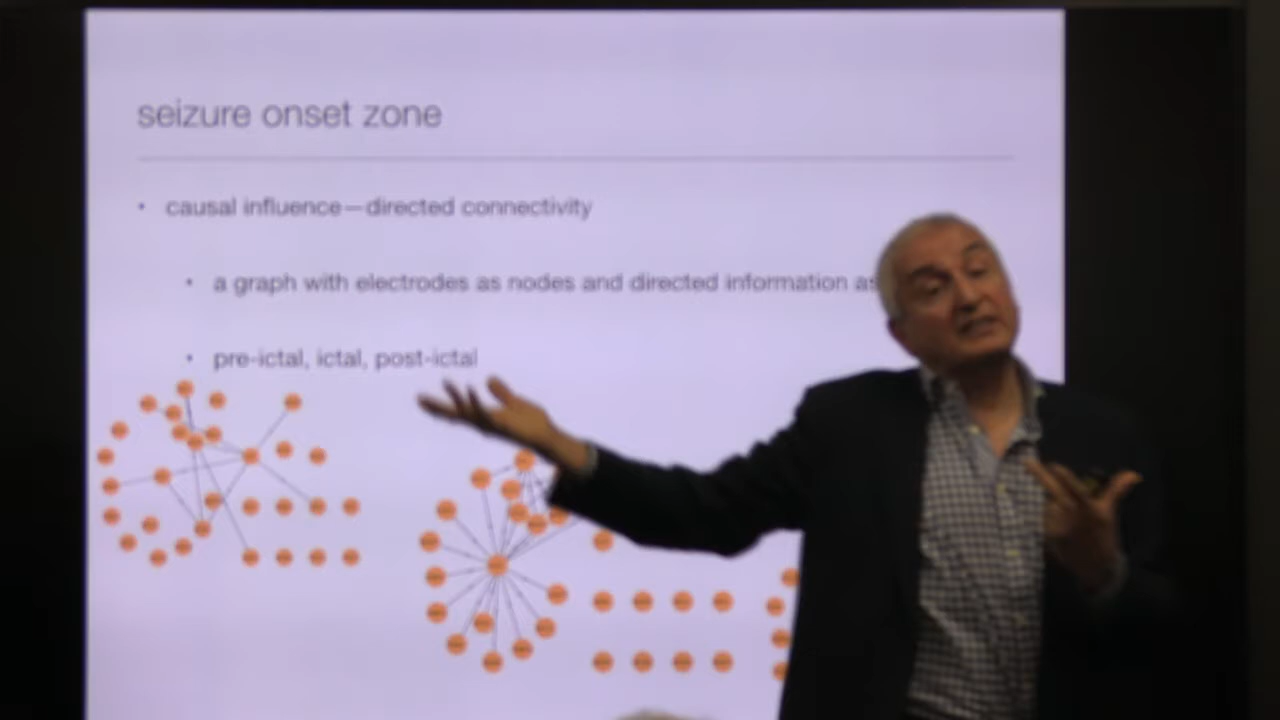 seizure onset zone
• causal influence—directed connectivity
• a graph with electrodes as nodes and directed information as
• pre-ictal, ictal, post-ictal